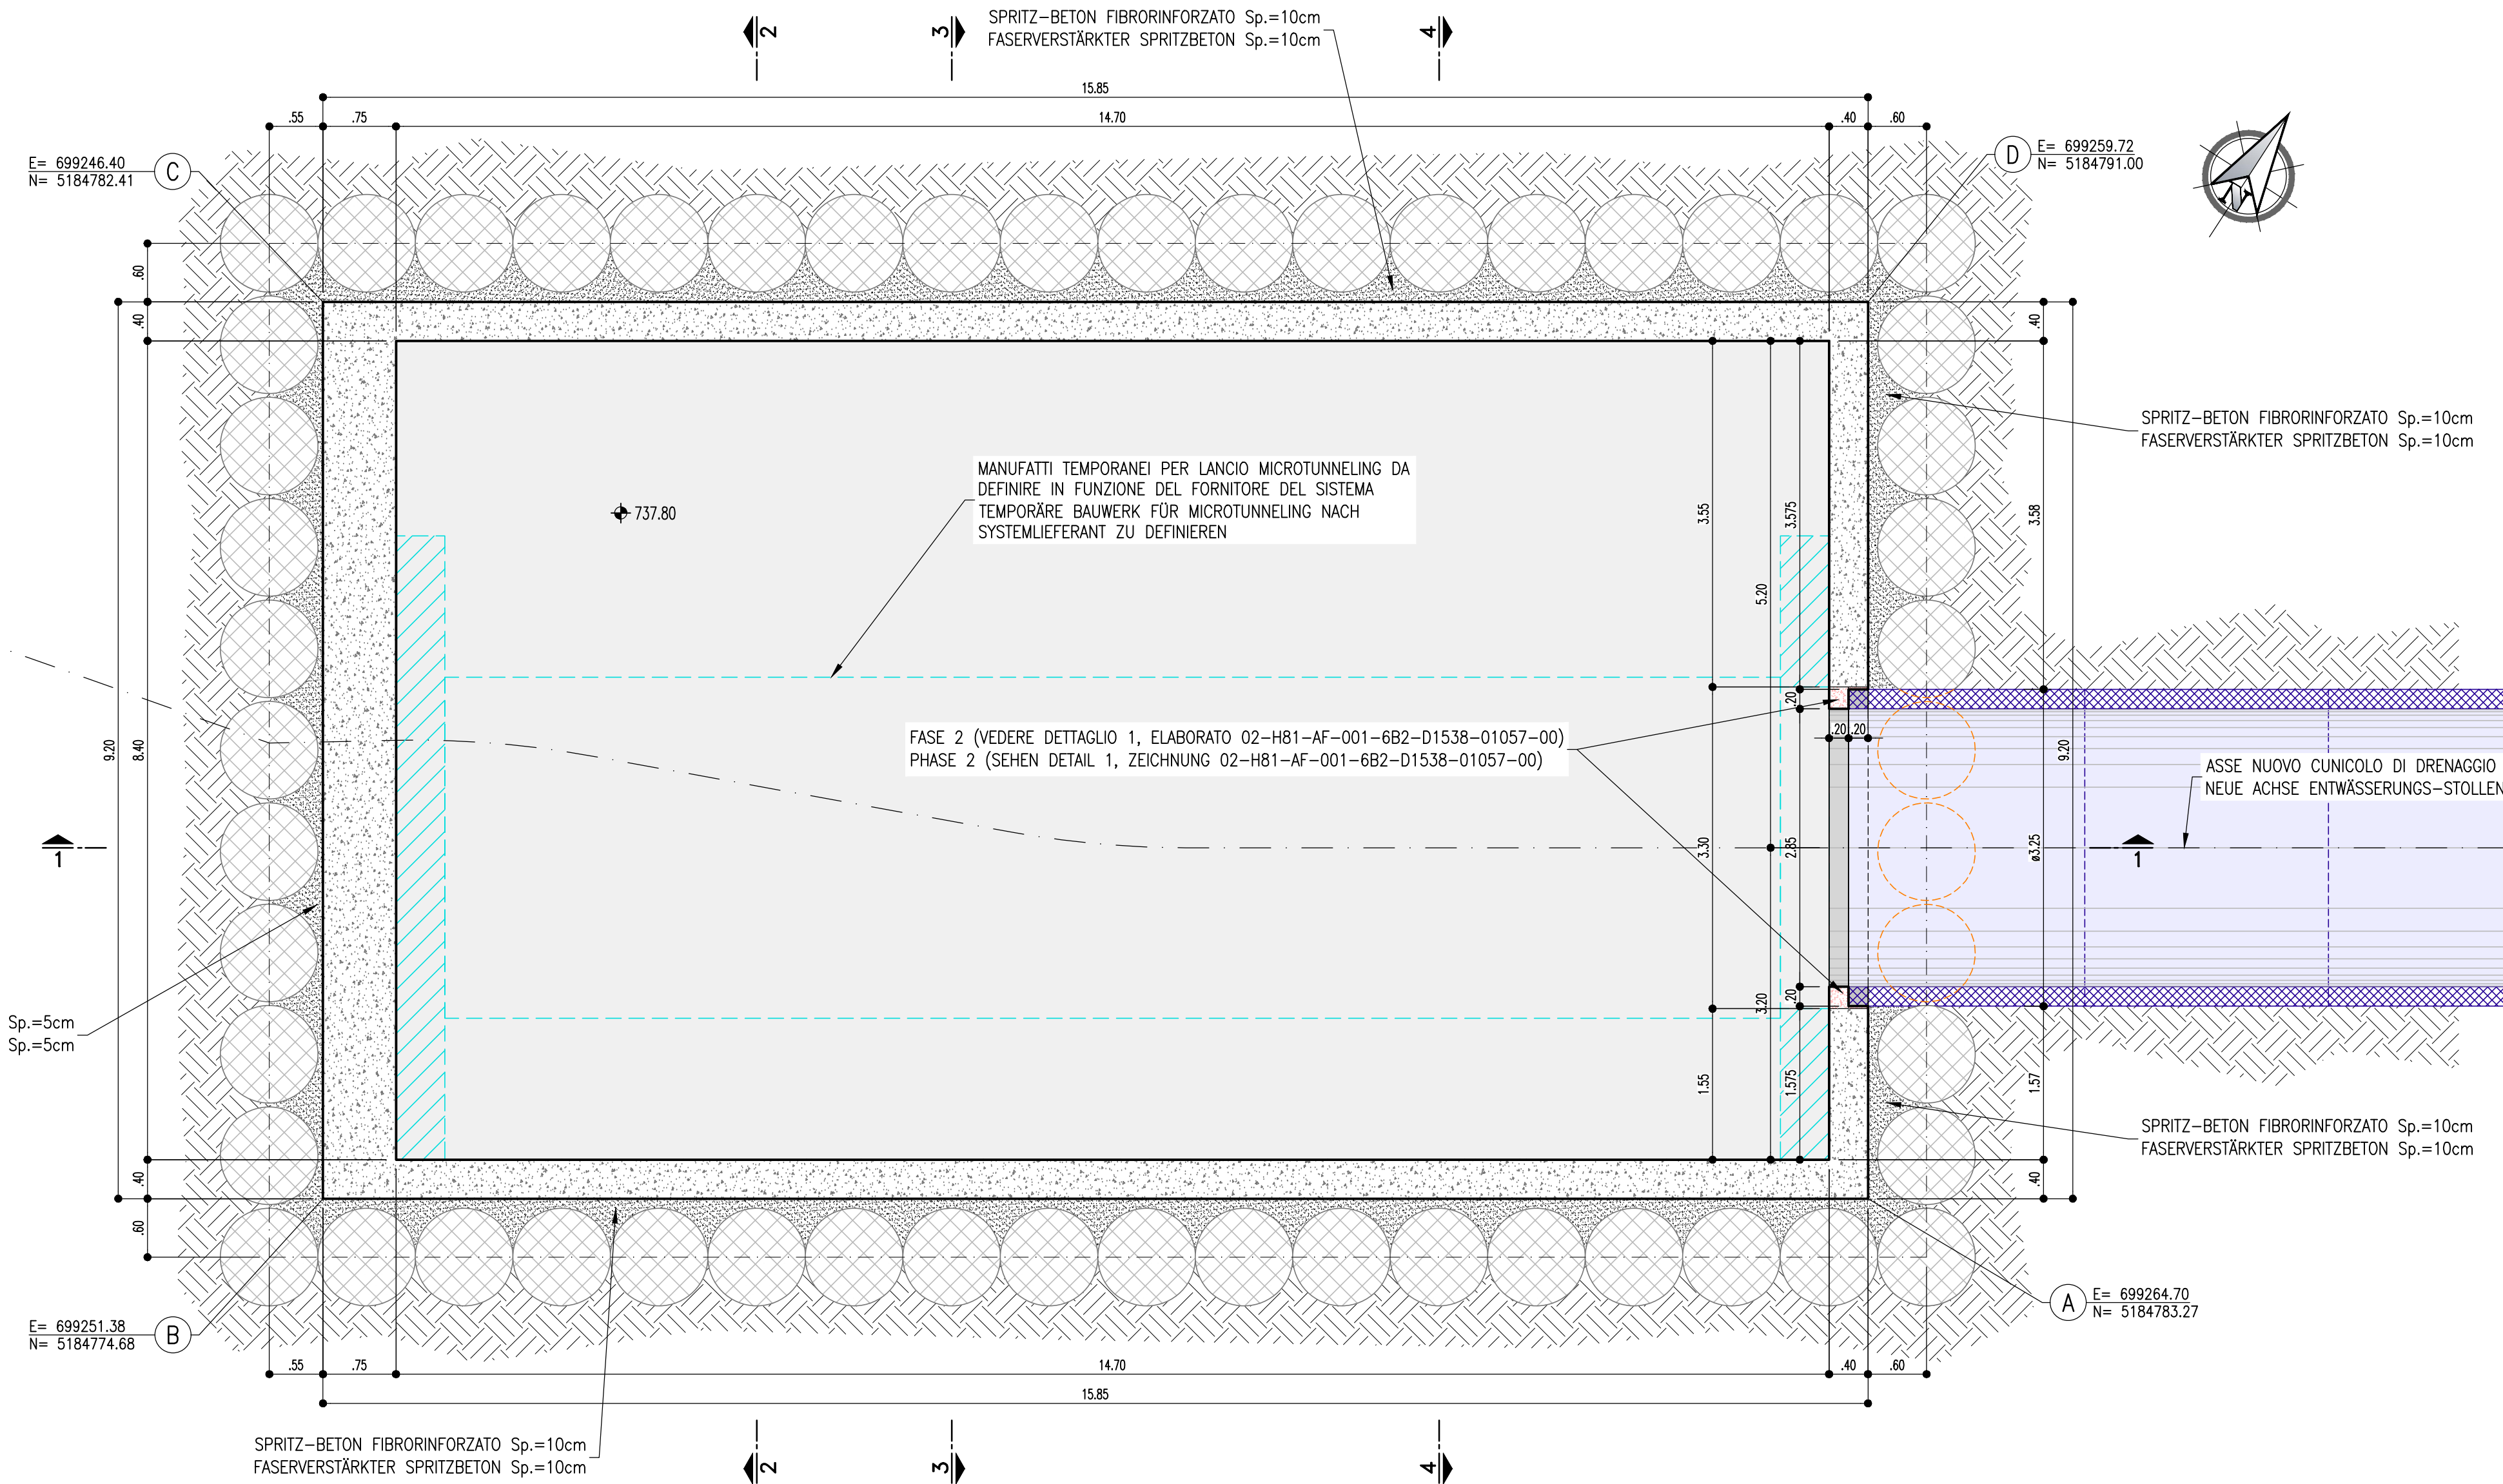 2
3
4
SPRITZ-BETON FIBRORINFORZATO Sp.=10cm
FASERVERSTÄRKTER SPRITZBETON Sp.=10cm
15.85
.55
.75
14.70
.40
.60
E= 699246.40
N= 5184782.41
C
D
E= 699259.72
N= 5184791.00
N
.60
.40
9.20
8.40
.40
.60
.40
3.58
9.20
ø3.25
1.57
.40
SPRITZ-BETON FIBRORINFORZATO Sp.=10cm
FASERVERSTÄRKTER SPRITZBETON Sp.=10cm
MANUFATTI TEMPORANEI PER LANCIO MICROTUNNELING DA
DEFINIRE IN FUNZIONE DEL FORNITORE DEL SISTEMA
TEMPORÄRE BAUWERK FÜR MICROTUNNELING NACH
SYSTEMLIEFERANT ZU DEFINIEREN
737.80
3.55
3.575
5.20
.20
.20
.20
3.30
2.85
3.20
.20
1.55
1.575
FASE 2 (VEDERE DETTAGLIO 1, ELABORATO 02-H81-AF-001-6B2-D1538-01057-00)
PHASE 2 (SEHEN DETAIL 1, ZEICHNUNG 02-H81-AF-001-6B2-D1538-01057-00)
ASSE NUOVO CUNICOLO DI DRENAGGIO
NEUE ACHSE ENTWÄSSERUNGS-STOLLEN
1
1
Sp.=5cm
Sp.=5cm
SPRITZ-BETON FIBRORINFORZATO Sp.=10cm
FASERVERSTÄRKTER SPRITZBETON Sp.=10cm
E= 699251.38
N= 5184774.68
B
A
E= 699264.70
N= 5184783.27
.55
.75
14.70
.40
.60
15.85
SPRITZ-BETON FIBRORINFORZATO Sp.=10cm
FASERVERSTÄRKTER SPRITZBETON Sp.=10cm
2
3
4